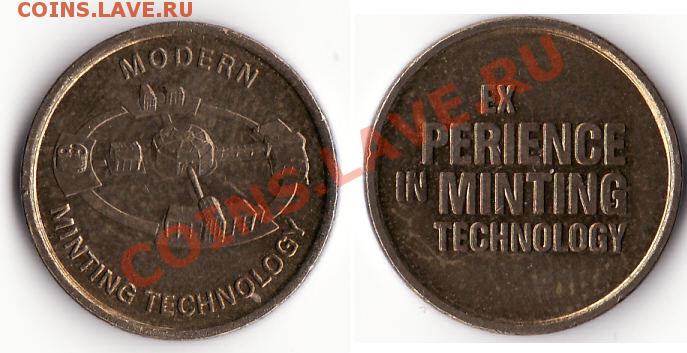 COINS.LAVE.RU
MODERN
MINTING TECHNOLOGY
COINS.LAVE.RU
EX
PERIENCE
IN MINTING
TECHNOLOGY